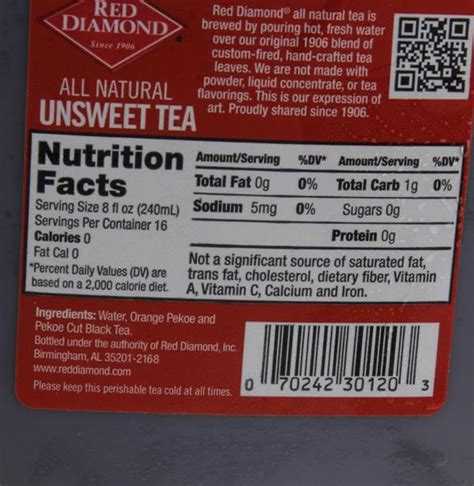 RED
DIAMOND
Since 1906
ALL NATURAL
UNSWEET TEA
Red Diamond® all natural tea is
brewed by pouring hot, fresh water
over our original 1906 blend of
custom-fired, hand-crafted tea
leaves. We are not made with
powder, liquid concentrate, or tea
flavorings. This is our expression of
art. Proudly shared since 1906.
Nutrition
Facts
Serving Size 8 fl oz (240mL)
Servings Per Container 16
Calories 0
Fat Cal 0
*Percent Daily Values (DV) are
based on a 2,000 calorie diet.
Amount/Serving %DV* Amount/Serving %DV*
Total Fat 0g 0% Total Carb 1g 0%
Sodium 5mg 0% Sugars 0g
Protein 0g
Not a significant source of saturated fat,
trans fat, cholesterol, dietary fiber, Vitamin
A, Vitamin C, Calcium and Iron.
Ingredients: Water, Orange Pekoe and
Pekoe Cut Black Tea.
Bottled under the authority of Red Diamond, Inc.
Birmingham, AL 35201-2168
www.reddiamond.com
Please keep this perishable tea cold at all times.
0 70242 30120 3